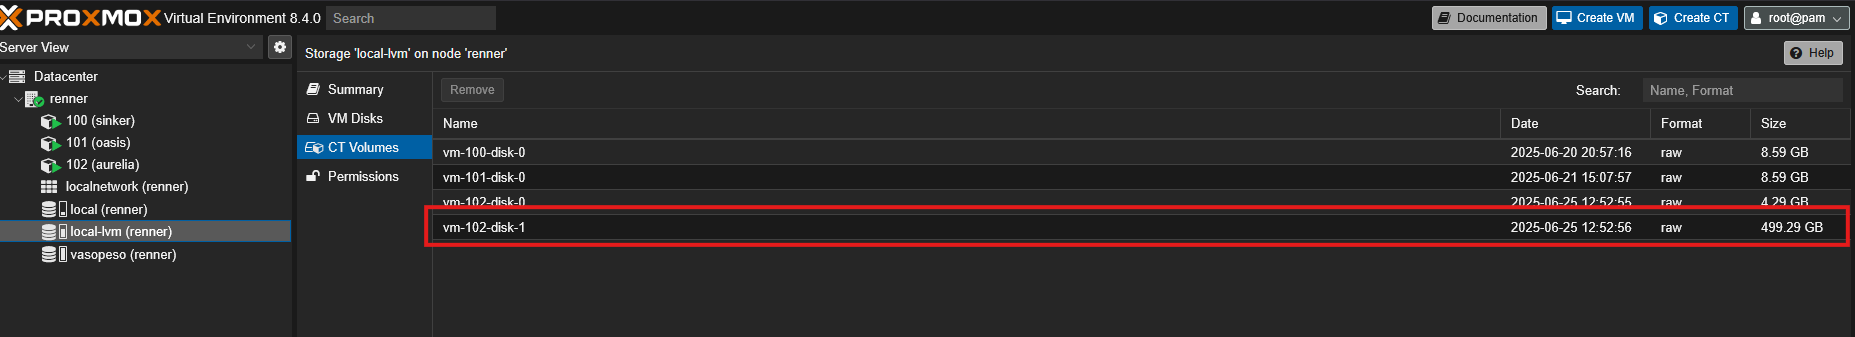 PROXMOX Virtual Environment 8.4.0 Search Documentation Create VM Create CT root@pam
Server View
Storage 'local-lvm' on node 'renner' Help
Datacenter
renner
100 (sinker)
101 (oasis)
102 (aurelia)
localnetwork (renner)
local (renner)
local-lvm (renner)
vasopeso (renner)
Summary
VM Disks
CT Volumes
Permissions
Remove Search: Name, Format
Name Date Format Size
vm-100-disk-0 2025-06-20 20:57:16 raw 8.59 GB
vm-101-disk-0 2025-06-21 15:07:57 raw 8.59 GB
vm-102-disk-0 2025-06-25 12:52:55 raw 4.29 GB
vm-102-disk-1 2025-06-25 12:52:56 raw 499.29 GB